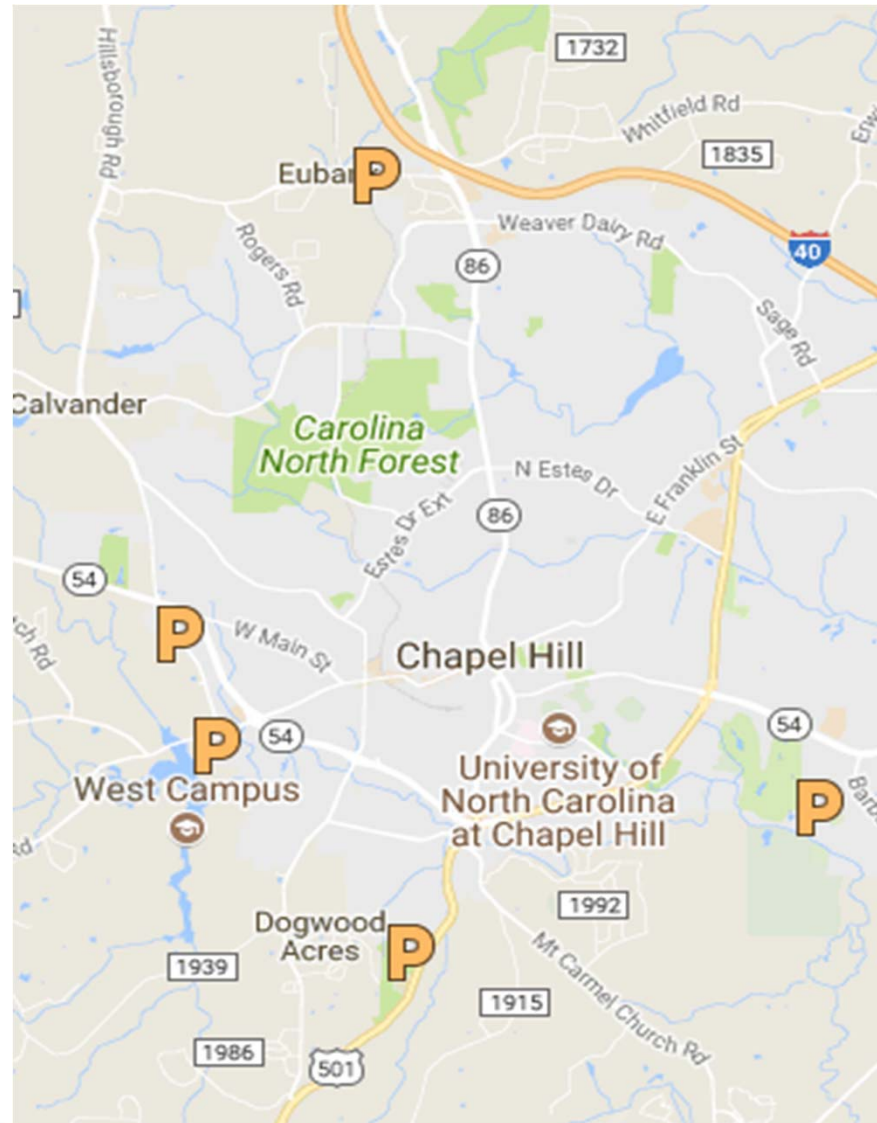 1732
Hillsborough Rd
Whitfield Rd
1835
P
Weaver Dairy Rd
40
86
Rogers Rd
Sage Rd
Calvander
Carolina
North Forest
N Estes Dr
E Franklin St
86
Estes Dr Ext
54
P
W Main St
Chapel Hill
54
P
54
West Campus
University of
North Carolina
at Chapel Hill
P
Dogwood
Acres
P
1992
1939
Mt Carmel Church Rd
1915
1986
501